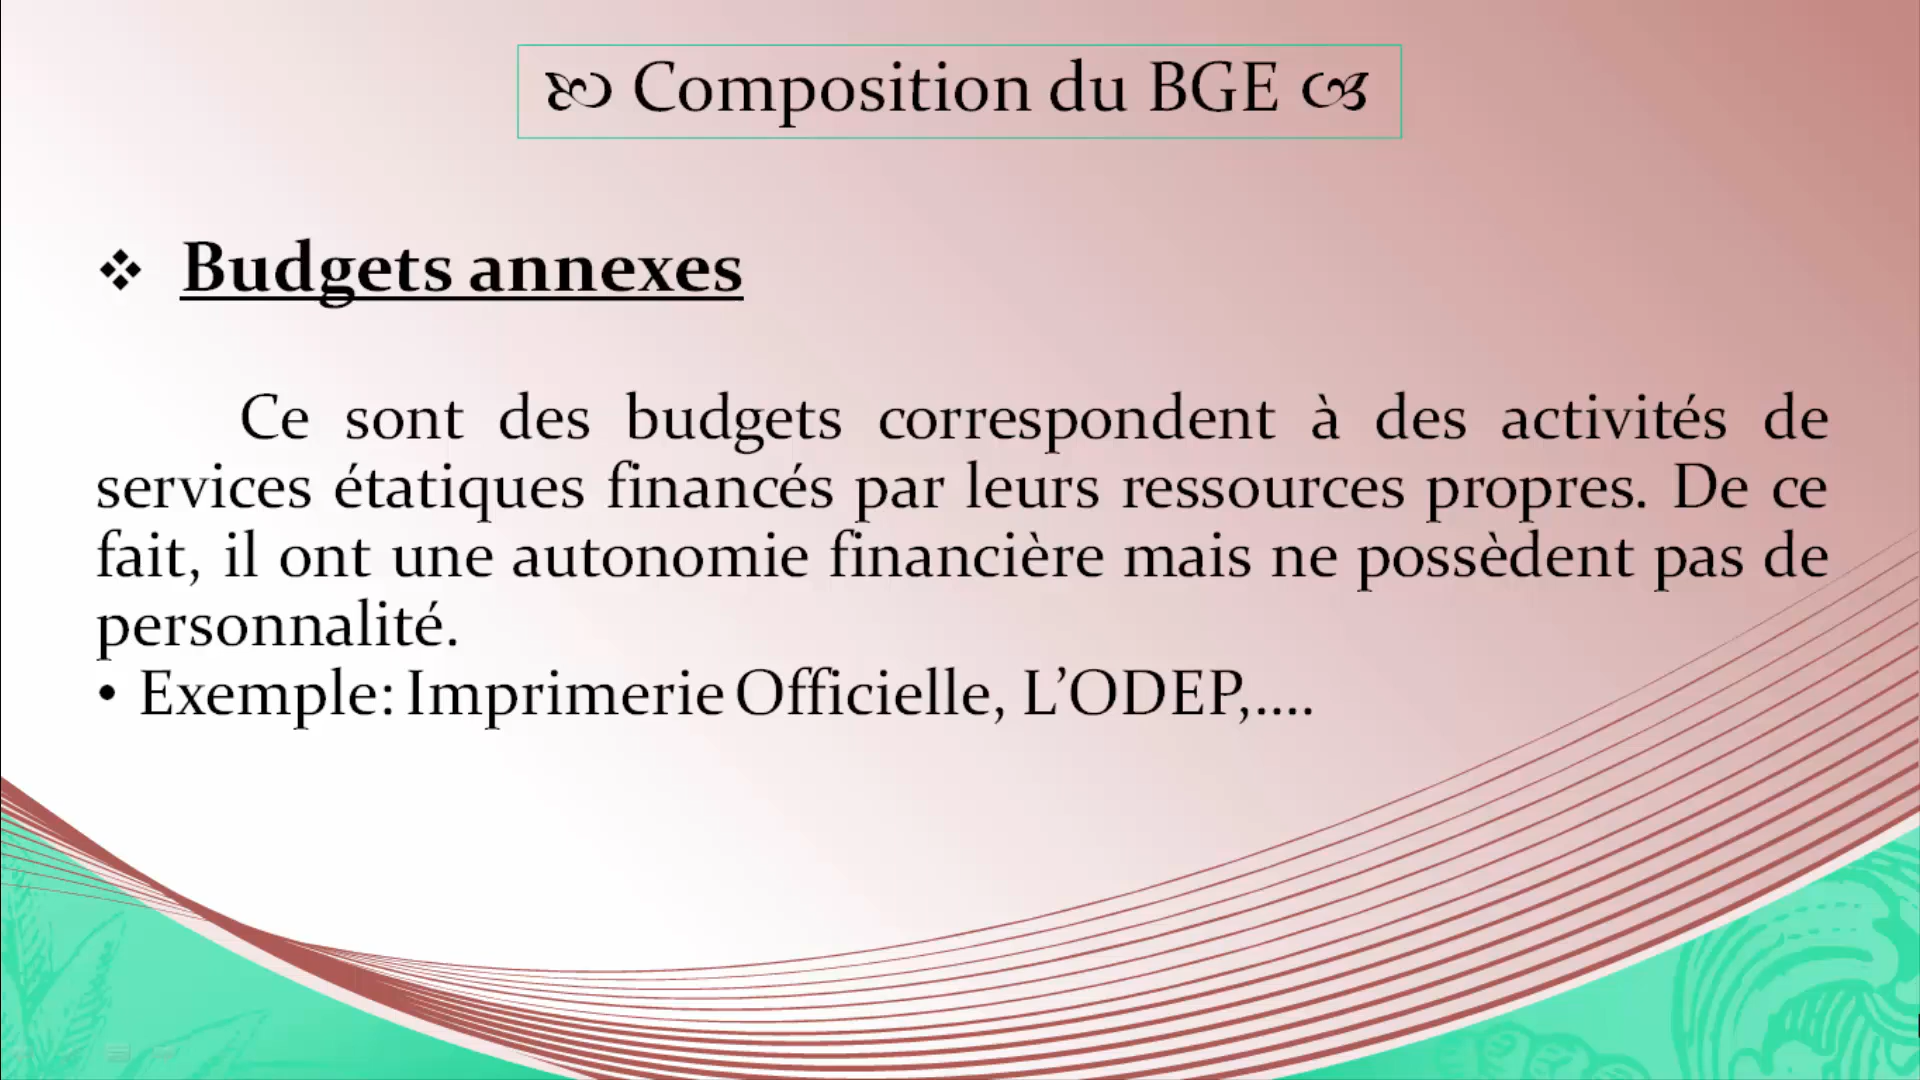 Composition du BGE
Budgets annexes
Ce sont des budgets correspondent à des activités de
services étatiques financés par leurs ressources propres. De ce
fait, il ont une autonomie financière mais ne possèdent pas de
personnalité.
• Exemple: Imprimerie Officielle, L’ODEP,....